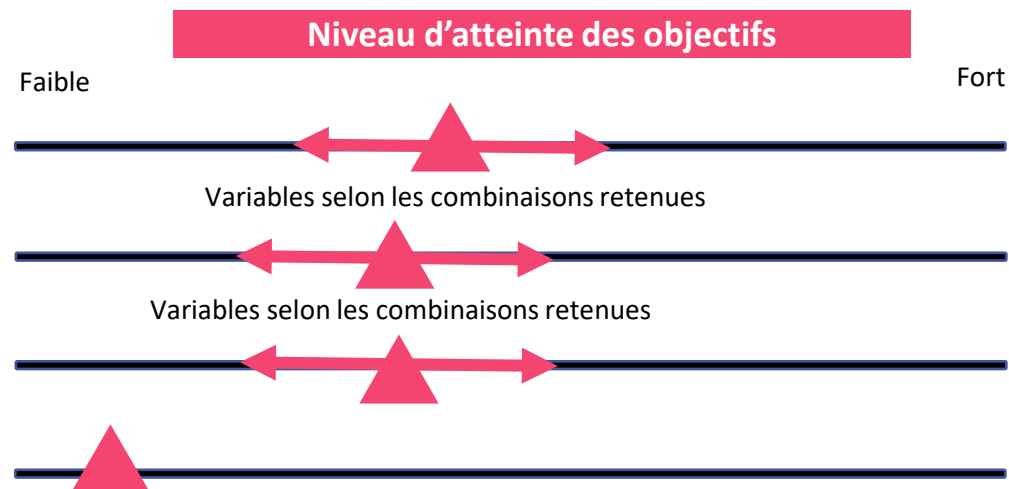 Niveau d’atteinte des objectifs
Faible
Fort
Variables selon les combinaisons retenues
Variables selon les combinaisons retenues